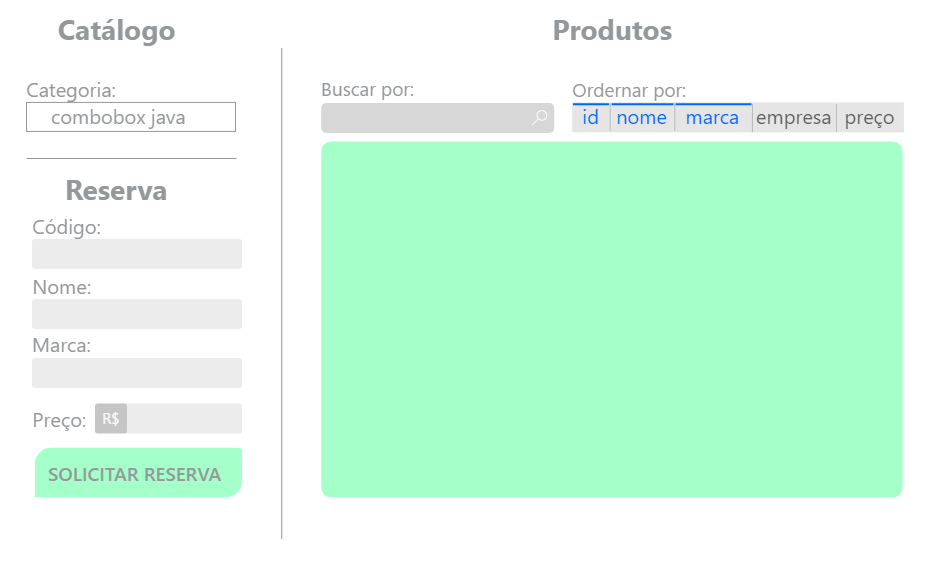 Catálogo
Categoria:
combobox java
Reserva
Código:
Nome:
Marca:
Preço: R$
SOLICITAR RESERVA
Produtos
Buscar por:
Ordernar por:
id nome marca empresa preço